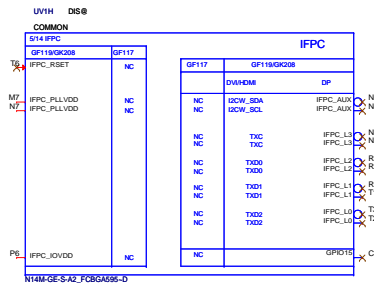 UV1H DIS@
COMMON
5/14 IFPC
IFPC
GF119/GK208 GF117
GF117 GF119/GK208
T6 IFPC_RSET NC
DVI/HDMI DP
M7 IFPC_PLLVDD NC
N7 IFPC_PLLVDD NC
NC I2CW_SDA IFPC_AUX N
NC I2CW_SCL IFPC_AUX N
NC TXC IFPC_L3 N
NC TXC IFPC_L3 N
NC TXD0 IFPC_L2 R
NC TXD0 IFPC_L2 R
NC TXD1 IFPC_L1 R
NC TXD1 IFPC_L1 T
NC TXD2 IFPC_L0
NC TXD2 IFPC_L0
P6 IFPC_IOVDD NC
NC GPIO15 C
N14M-GE-S-A2_FCBGA595~D